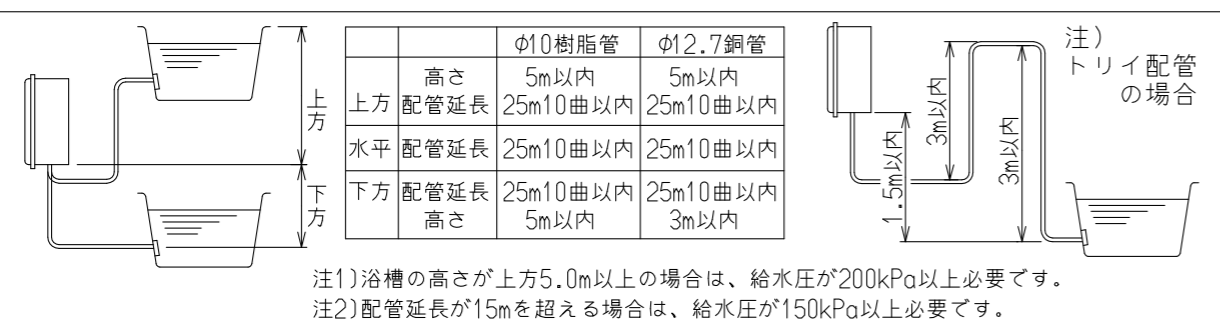 上方
下方
φ10樹脂管 φ12.7銅管
上方 高さ 5m以内 5m以内
配管延長 25m10曲以内 25m10曲以内
水平 配管延長 25m10曲以内 25m10曲以内
下方 配管延長 25m10曲以内 25m10曲以内
高さ 5m以内 3m以内
注)
トリイ配管
の場合
3m以内
3m以内
1.5m以内
注1)浴槽の高さが上方5.0m以上の場合は、給水圧が200kPa以上必要です。
注2)配管延長が15mを超える場合は、給水圧が150kPa以上必要です。